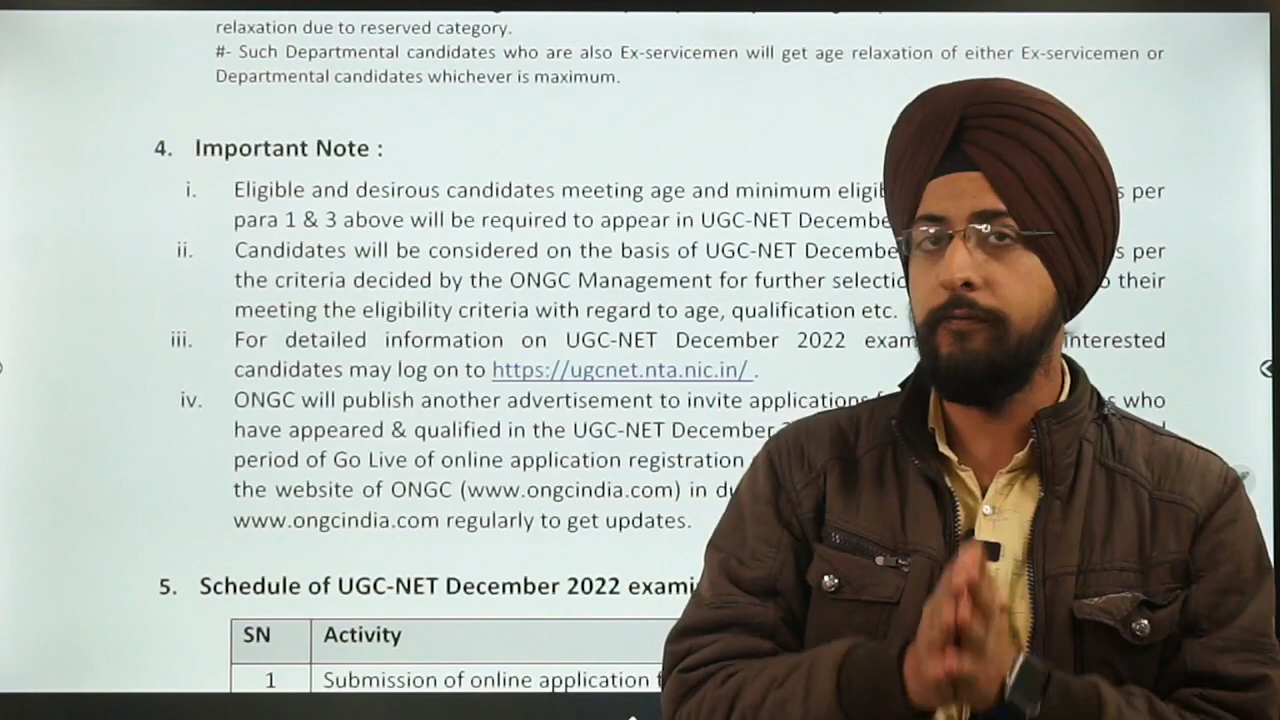 relaxation due to reserved category.
#- Such Departmental candidates who are also Ex-servicemen will get age relaxation of either Ex-servicemen or
Departmental candidates whichever is maximum.
4. Important Note :
i. Eligible and desirous candidates meeting age and minimum s per
para 1 & 3 above will be required to appear in UGC-NET
ii. Candidates will be considered on the basis of UGC-NET s per
the criteria decided by the ONGC Management for further their
meeting the eligibility criteria with regard to age, qualification etc.
iii. For detailed information on UGC-NET December 2022 interested
candidates may log on to https://ugcnet.nta.nic.in/ .
iv. ONGC will publish another advertisement to invite applications who
have appeared & qualified in the UGC-NET December
period of Go Live of online application registration
the website of ONGC (www.ongcindia.com) in
www.ongcindia.com regularly to get updates.
5. Schedule of UGC-NET December 2022
SN Activity
1 Submission of online application